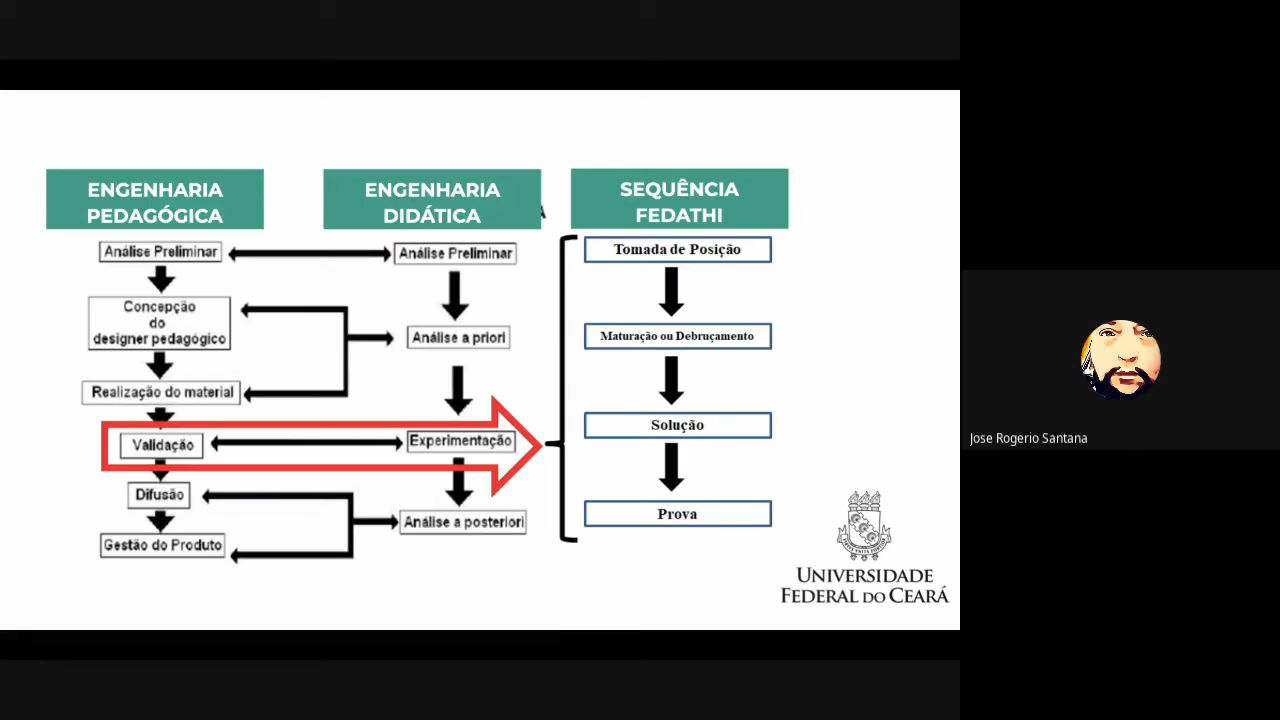 ENGENHARIA
PEDAGÓGICA
Análise Preliminar
Concepção
do
designer pedagógico
Realização do material
Validação
Difusão
Gestão do Produto
ENGENHARIA
DIDÁTICA
Análise Preliminar
Análise a priori
Experimentação
Análise a posteriori
SEQUÊNCIA
FEDATHI
Tomada de Posição
Maturação ou Debruçamento
Solução
Prova
UNIVERSIDADE
FEDERAL DO CEARÁ
Jose Rogerio Santana